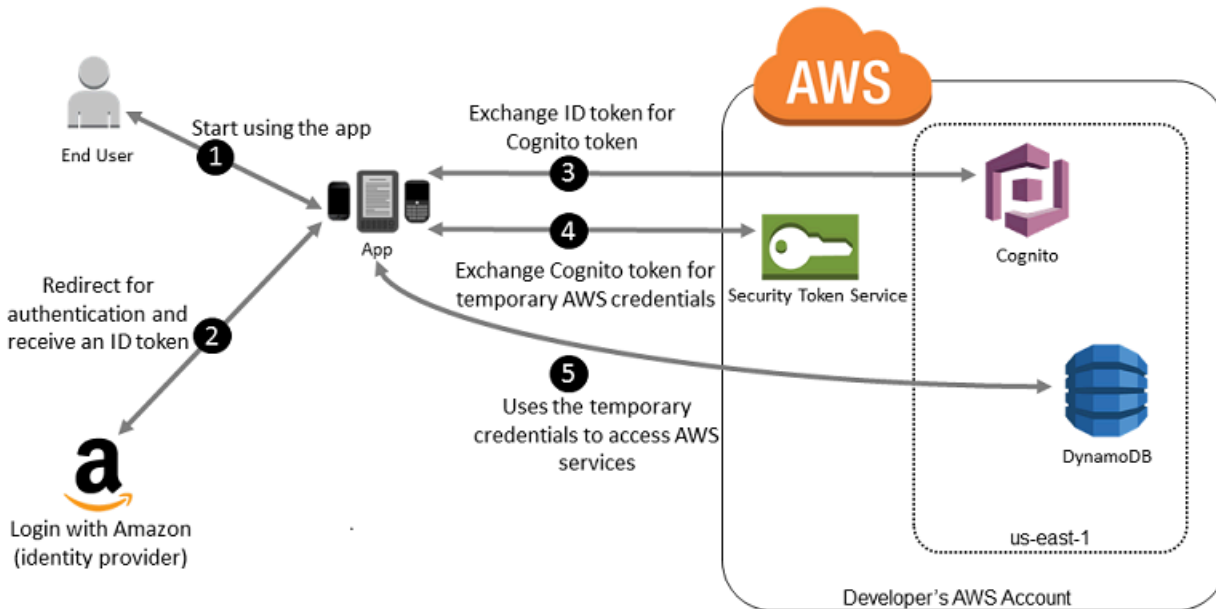 AWS
End User
Start using the app
1
Exchange ID token for
Cognito token
3
App
4
Exchange Cognito token for
temporary AWS credentials
Security Token Service
Cognito
Redirect for
authentication and
receive an ID token
2
5
Uses the temporary
credentials to access AWS
services
DynamoDB
a
Login with Amazon
(identity provider)
us-east-1
Developer's AWS Account